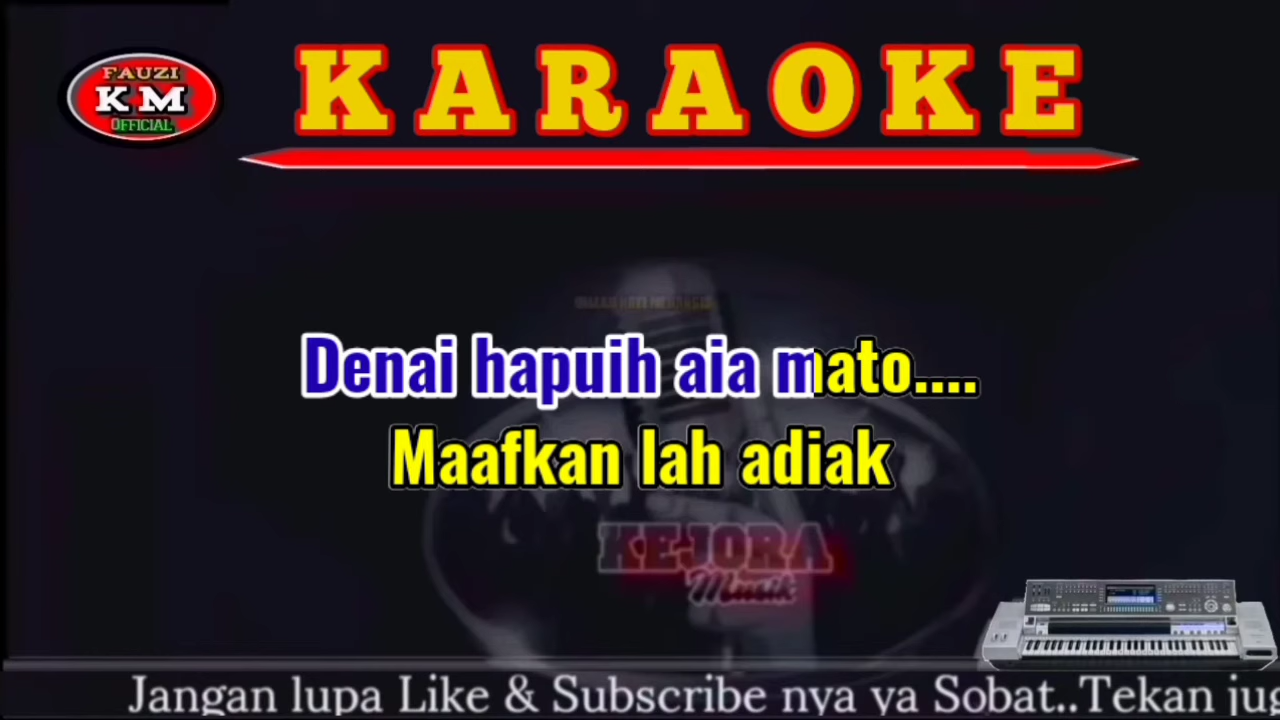 FAUZI
KM
OFFICIAL
KARAOKE
Denai hapuih aia mato....
Maafkan lah adiak
KEJORA
Musik
Jangan lupa Like & Subscribe nya ya Sobat..Tekan jug